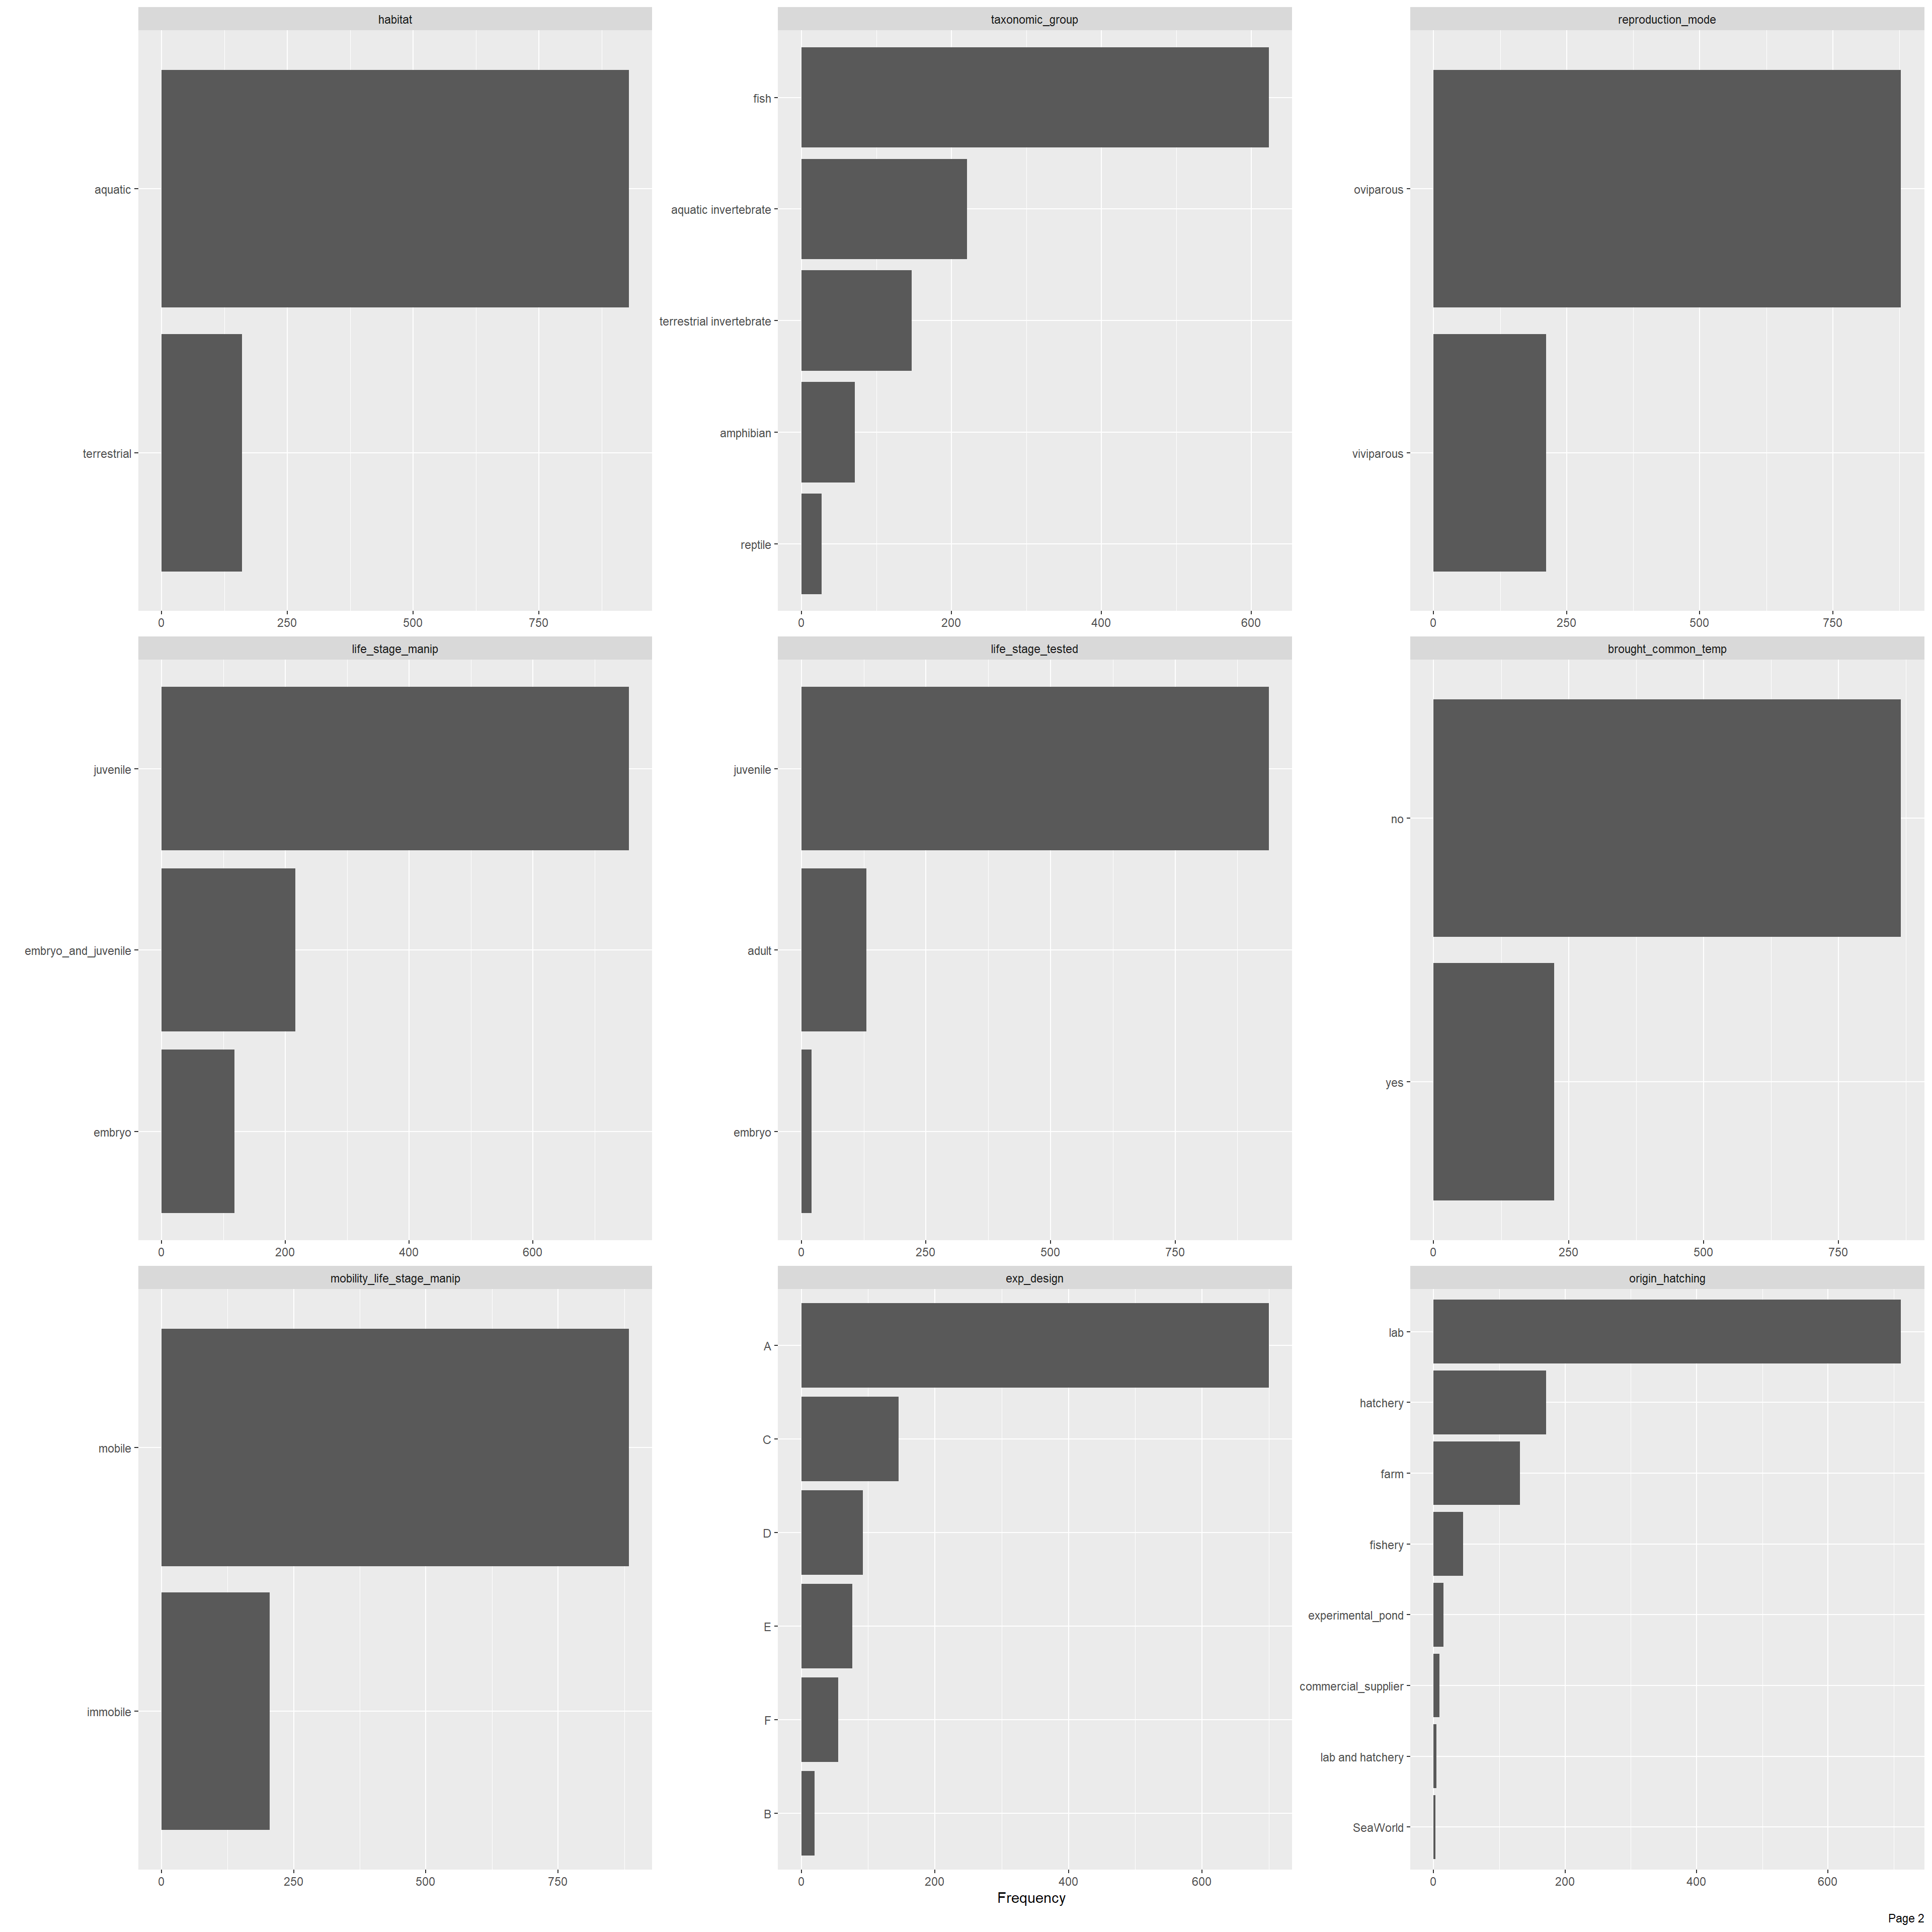 habitat
taxonomic_group
reproduction_mode
aquatic
terrestrial
0 250 500 750
fish
aquatic invertebrate
terrestrial invertebrate
amphibian
reptile
0 200 400 600
oviparous
viviparous
0 250 500 750
life_stage_manip
life_stage_tested
brought_common_temp
juvenile
embryo_and_juvenile
embryo
0 200 400 600
juvenile
adult
embryo
0 250 500 750
no
yes
0 250 500 750
mobility_life_stage_manip
exp_design
origin_hatching
mobile
immobile
0 250 500 750
A
C
D
E
F
B
0 200 400 600
lab
hatchery
farm
fishery
experimental_pond
commercial_supplier
lab and hatchery
SeaWorld
0 200 400 600
Frequency
Page 2